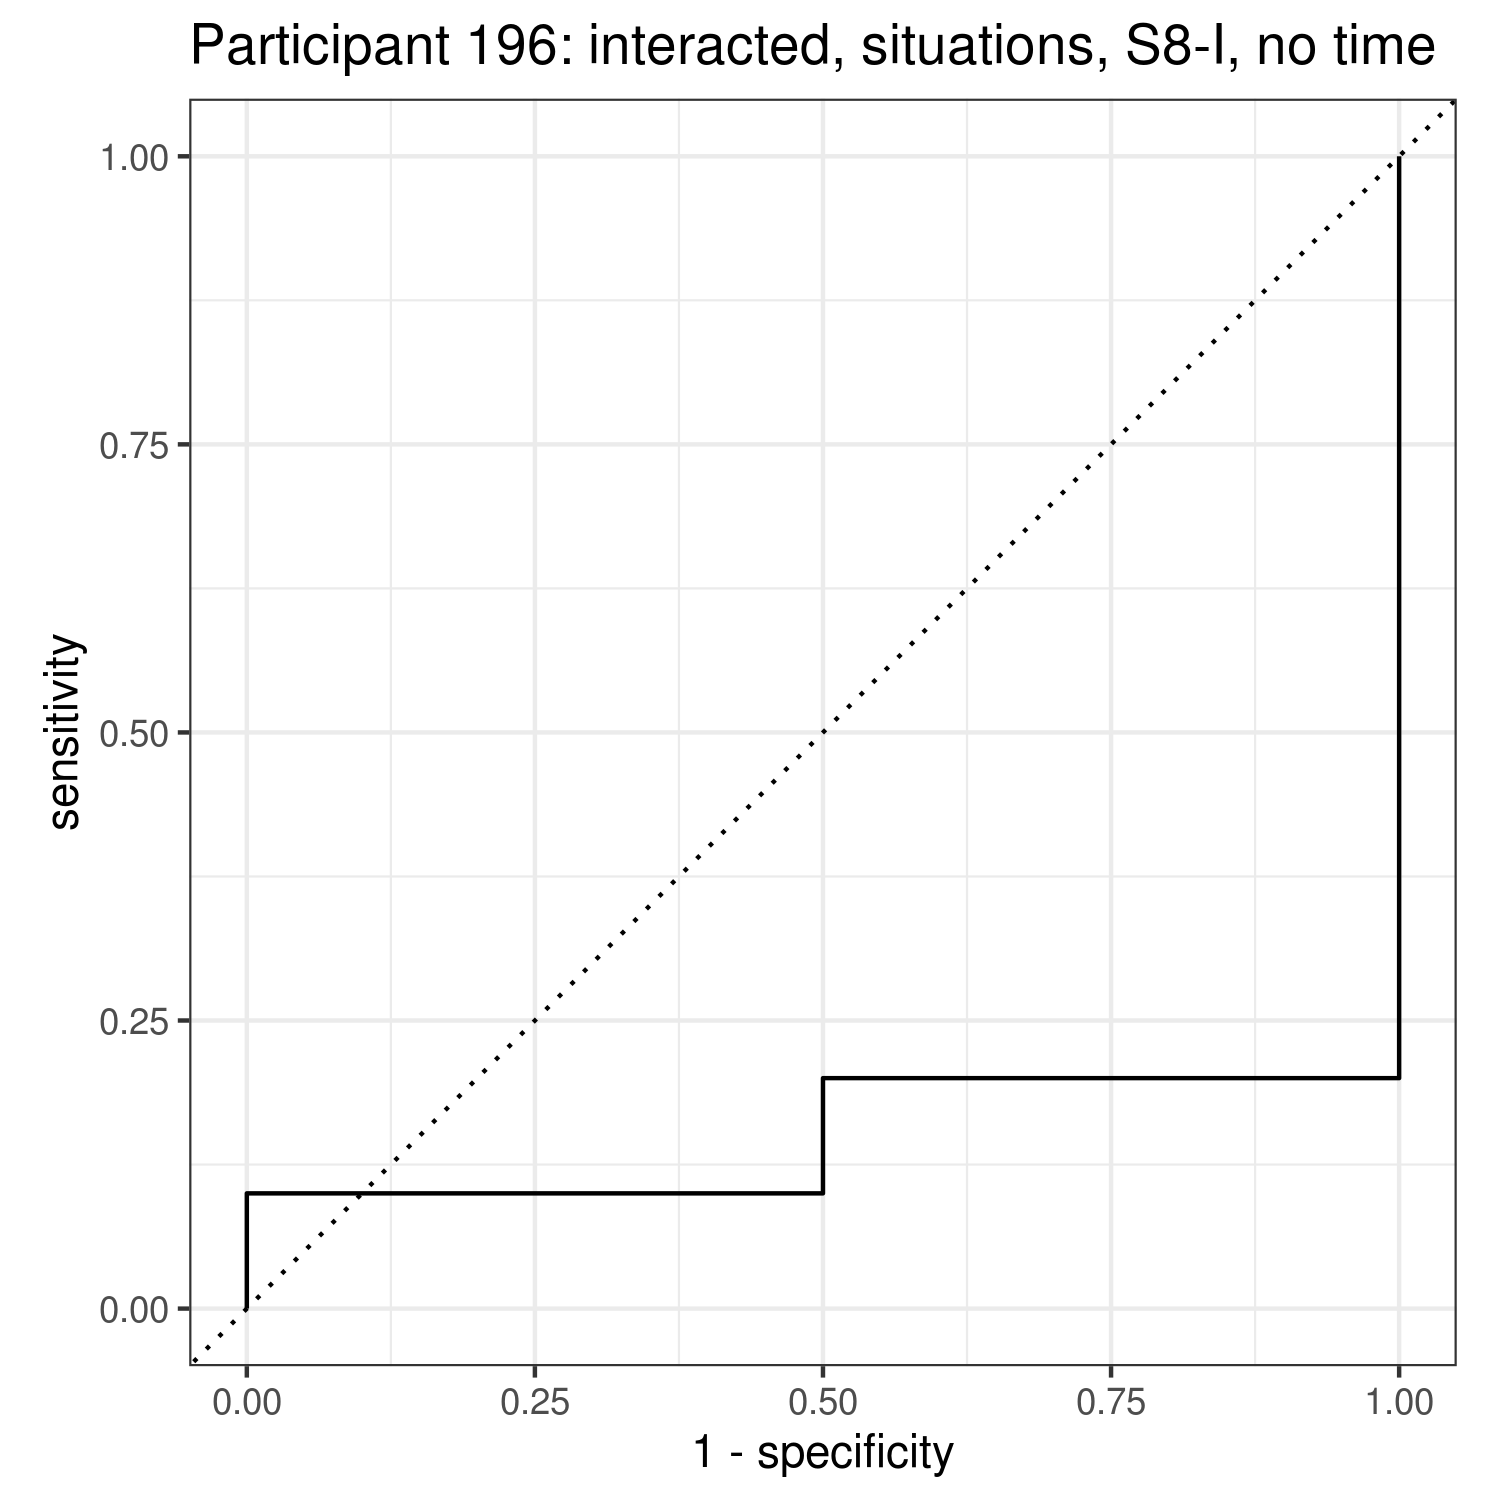 Participant 196: interacted, situations, S8-I, no time
1.00
0.75
0.50
0.25
0.00
sensitivity
0.00 0.25 0.50 0.75 1.00
1 - specificity